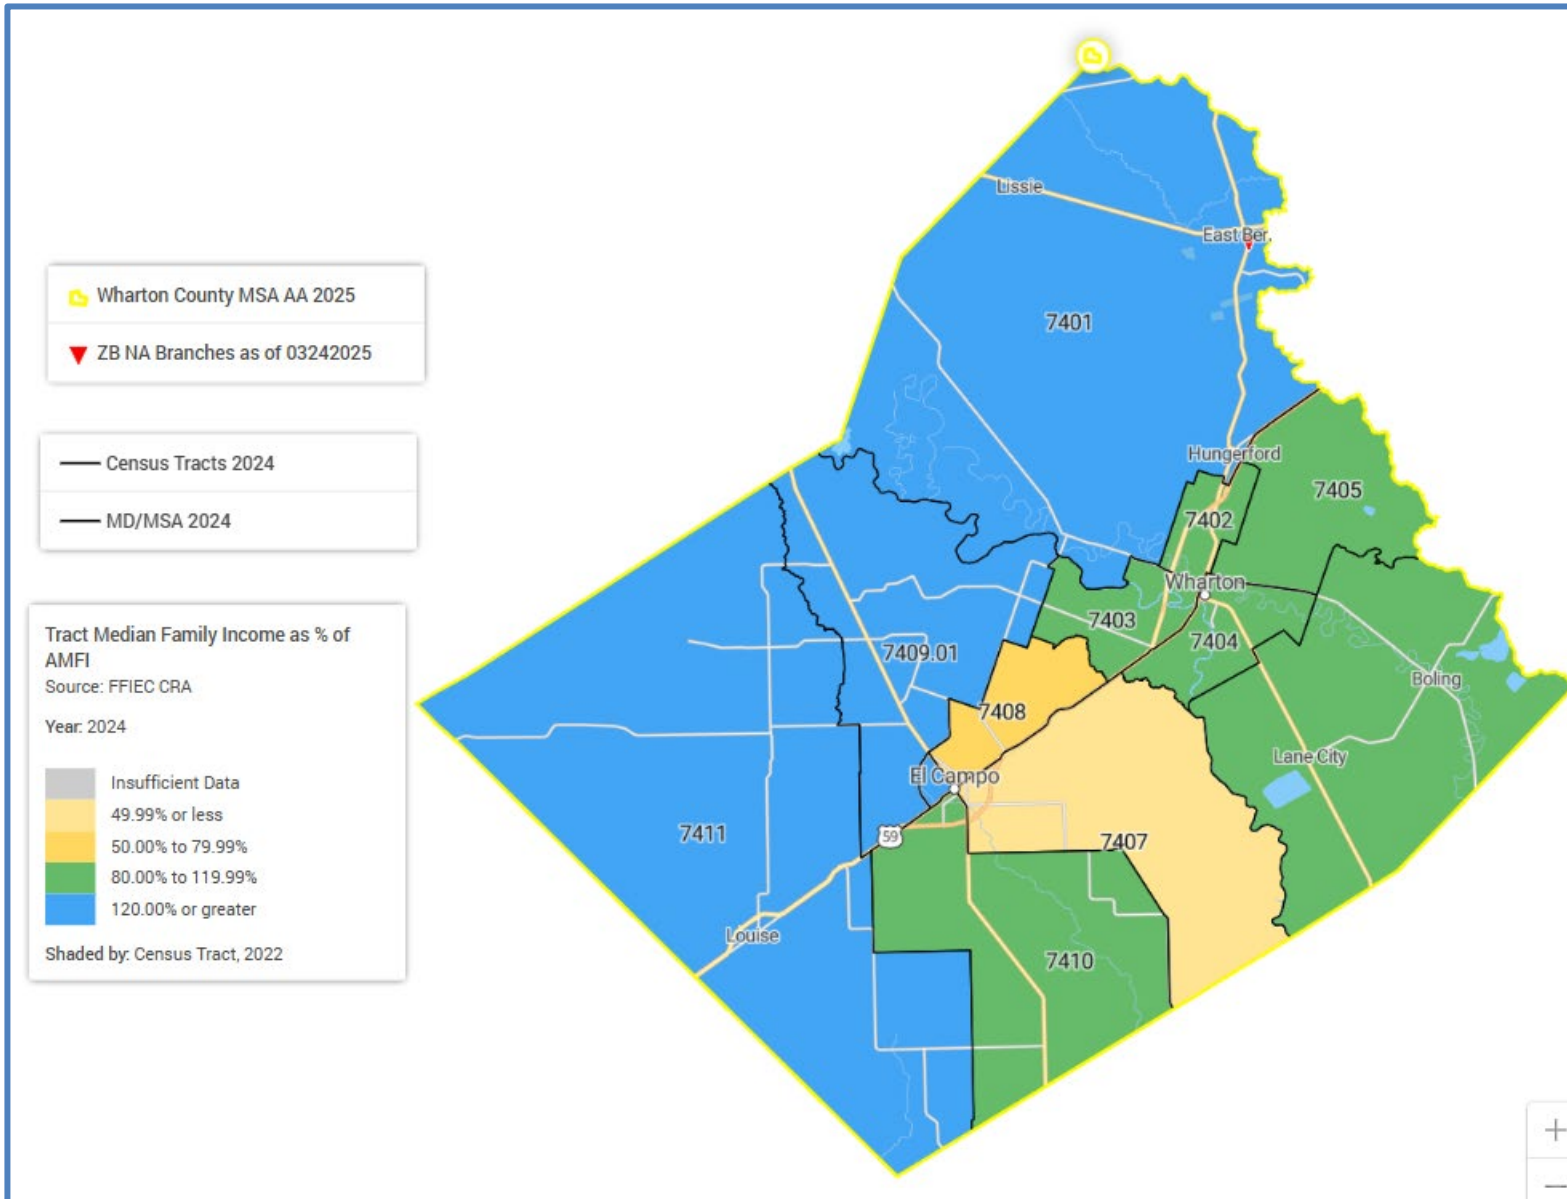 Wharton County MSA AA 2025
ZB NA Branches as of 03242025
Census Tracts 2024
MD/MSA 2024
Tract Median Family Income as % of
AMFI
Source: FFIEC CRA
Year: 2024
Insufficient Data
49.99% or less
50.00% to 79.99%
80.00% to 119.99%
120.00% or greater
Shaded by: Census Tract, 2022
Lissie
East Ber.
7401
Hungerford
7405
7402
Wharton
7403
7404
7409.01
Boling
7408
Lane City
El Campo
7411
59
7407
Louise
7410
+
−